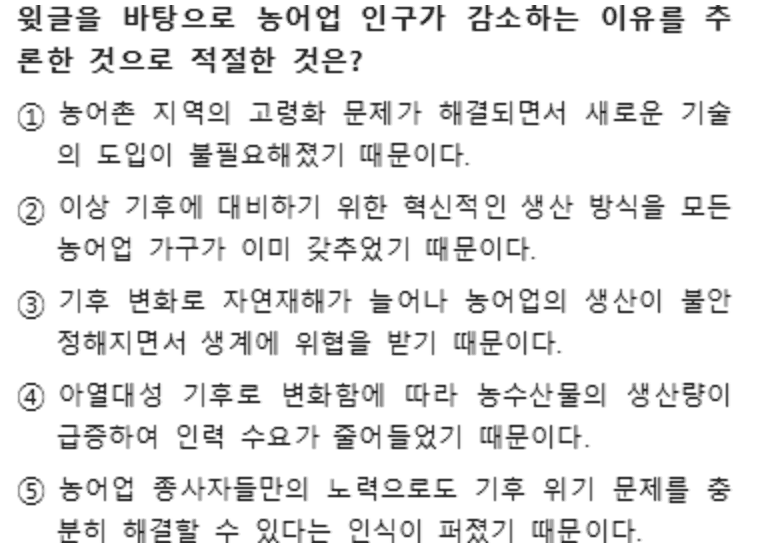 윗글을 바탕으로 농어업 인구가 감소하는 이유를 추
론한 것으로 적절한 것은?
① 농어촌 지역의 고령화 문제가 해결되면서 새로운 기술
의 도입이 불필요해졌기 때문이다.
② 이상 기후에 대비하기 위한 혁신적인 생산 방식을 모든
농어업 가구가 이미 갖추었기 때문이다.
③ 기후 변화로 자연재해가 늘어나 농어업의 생산이 불안
정해지면서 생계에 위협을 받기 때문이다.
④ 아열대성 기후로 변화함에 따라 농수산물의 생산량이
급증하여 인력 수요가 줄어들었기 때문이다.
⑤ 농어업 종사자들만의 노력으로도 기후 위기 문제를 충
분히 해결할 수 있다는 인식이 퍼졌기 때문이다.